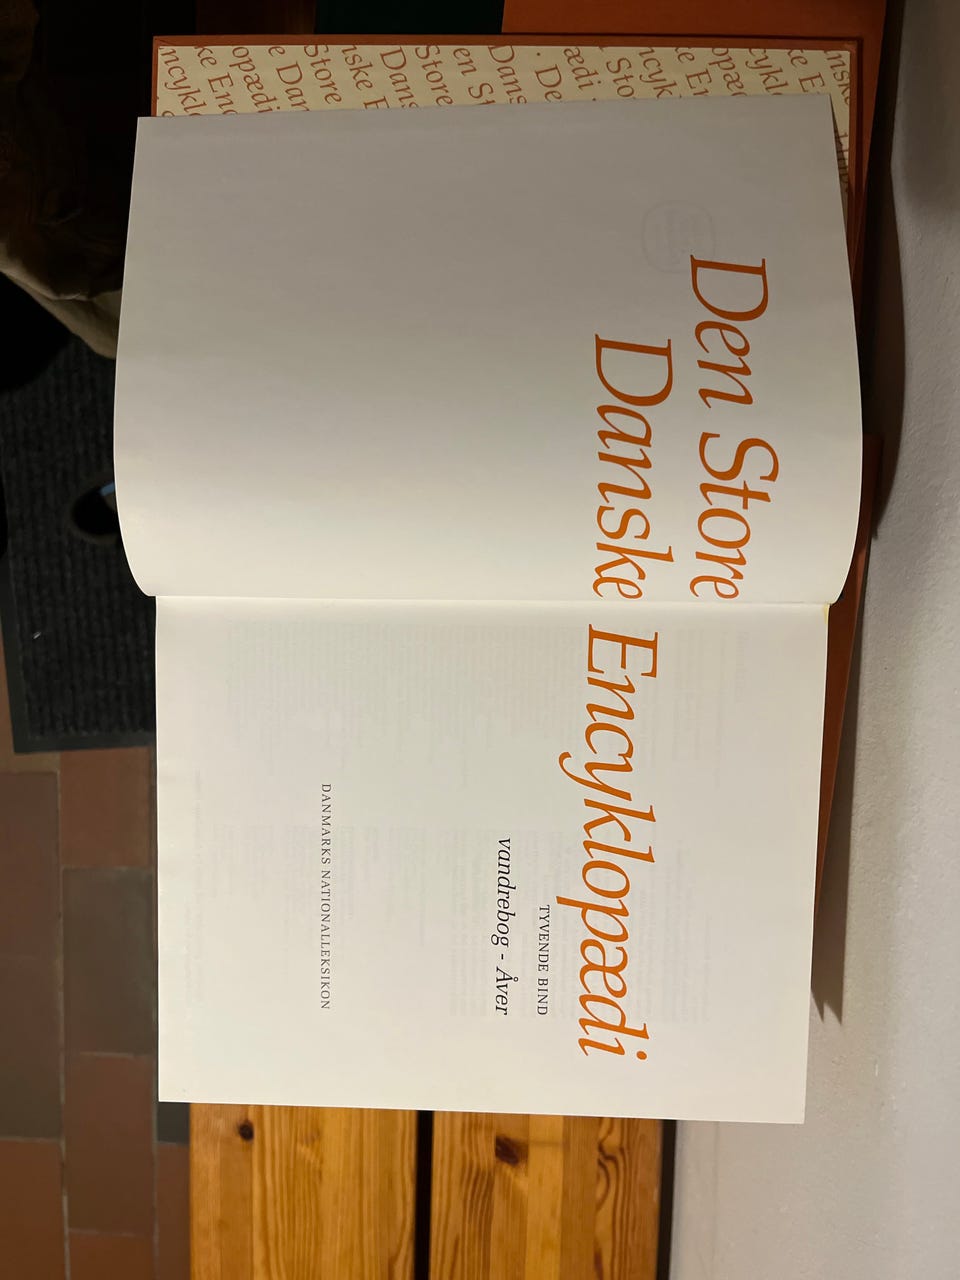 Den Store
Danske Encyklopædi
TYVENDE BIND
vandrebog - Åver
DANMARKS NATIONALLEKSIKON